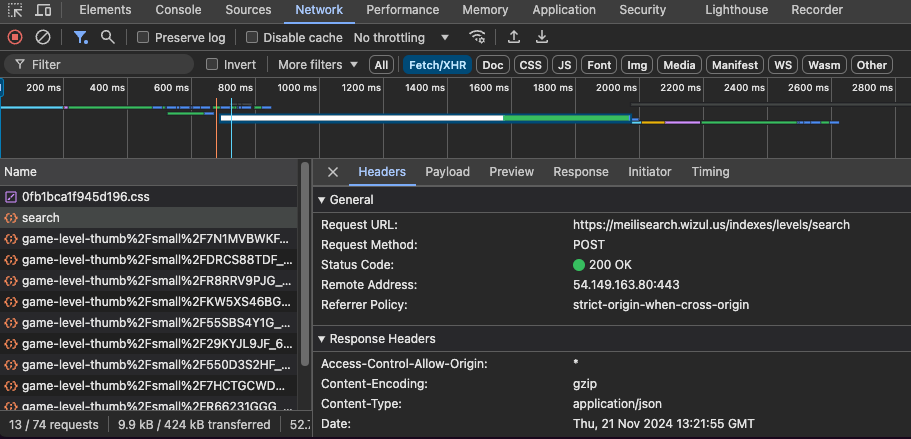 Elements Console Sources Network Performance Memory Application Security Lighthouse Recorder
Preserve log Disable cache No throttling
Filter Invert More filters All Fetch/XHR Doc CSS JS Font Img Media Manifest WS Wasm Other
200 ms 400 ms 600 ms 800 ms 1000 ms 1200 ms 1400 ms 1600 ms 1800 ms 2000 ms 2200 ms 2400 ms 2600 ms 2800 ms
Name
0fb1bca1f945d196.css
search
game-level-thumb%2Fsmall%2F7N1MVBWKF...
game-level-thumb%2Fsmall%2FDRCS88TDF_...
game-level-thumb%2Fsmall%2FR8RRV9PJG_...
game-level-thumb%2Fsmall%2FKW5XS46BG...
game-level-thumb%2Fsmall%2F55SBS4Y1G_...
game-level-thumb%2Fsmall%2F29KYJL9JF_6...
game-level-thumb%2Fsmall%2F550D3S2HF_...
game-level-thumb%2Fsmall%2F7HCTGCWD...
game-level-thumb%2Fsmall%2FR66231GGG_...
13 / 74 requests 9.9 kB / 424 kB transferred 52.7
Headers Payload Preview Response Initiator Timing
General
Request URL: https://meilisearch.wizul.us/indexes/levels/search
Request Method: POST
Status Code: 200 OK
Remote Address: 54.149.163.80:443
Referrer Policy: strict-origin-when-cross-origin
Response Headers
Access-Control-Allow-Origin: *
Content-Encoding: gzip
Content-Type: application/json
Date: Thu, 21 Nov 2024 13:21:55 GMT